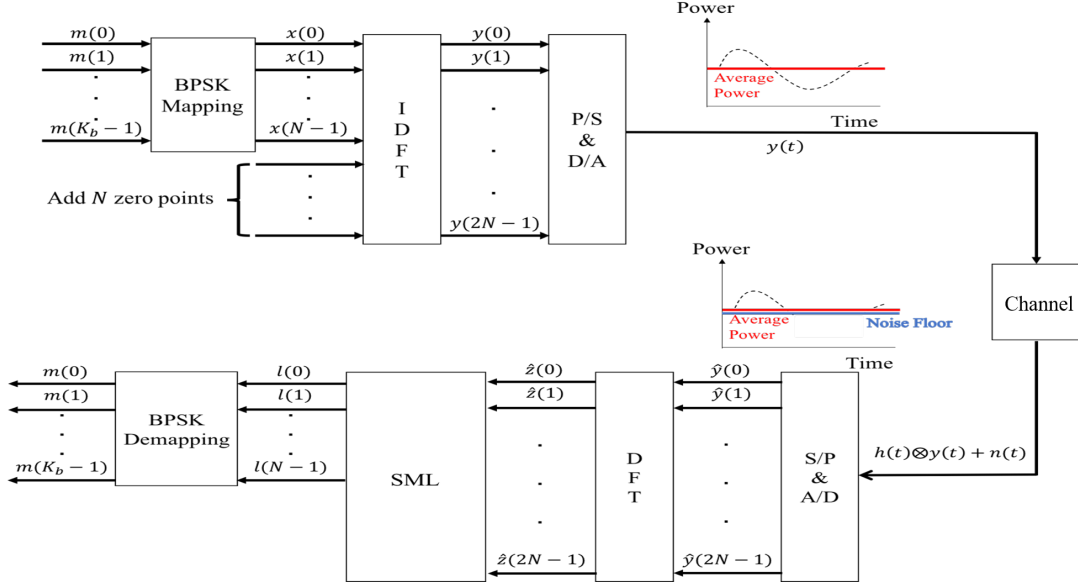 m(0)
m(1)
m(K_b − 1)
BPSK
Mapping
x(0)
x(1)
x(N − 1)
Add N zero points
I
D
F
T
y(0)
y(1)
y(2N − 1)
P/S
&
D/A
Power
Average
Power
Time
y(t)
Channel
Power
Average
Power
Noise Floor
Time
h(t)⊗y(t) + n(t)
m(0)
m(1)
m(K_b − 1)
BPSK
Demapping
l(0)
l(1)
l(N − 1)
SML
ẑ(0)
ẑ(1)
ẑ(2N − 1)
D
F
T
ŷ(0)
ŷ(1)
ŷ(2N − 1)
S/P
&
A/D